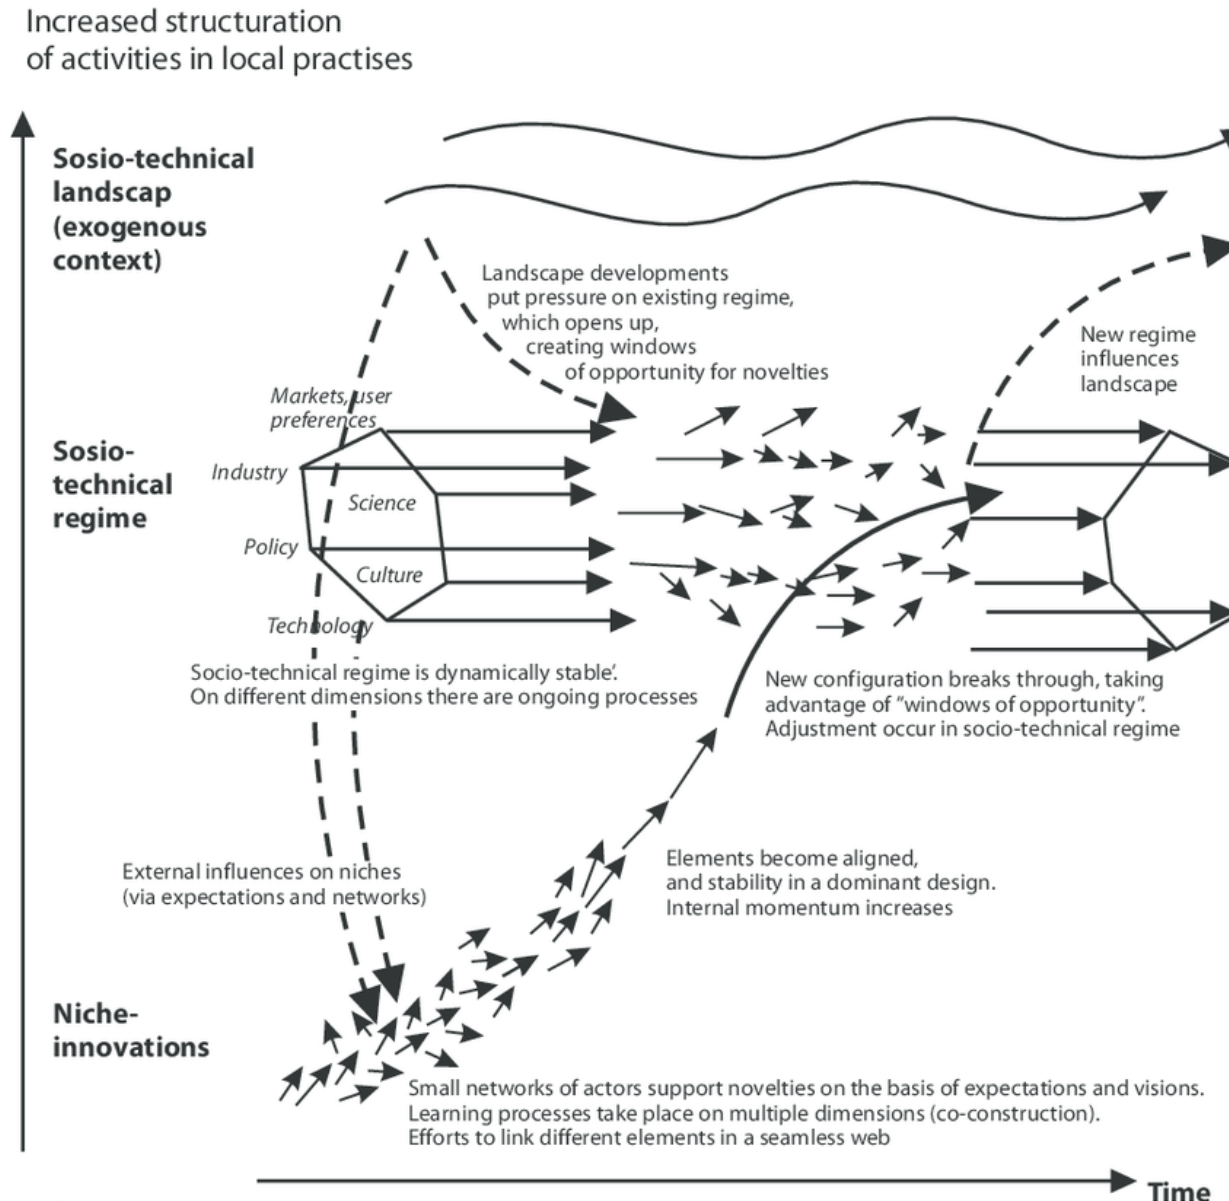 Increased structuration
of activities in local practises
Sosio-technical
landscap
(exogenous
context)
Landscape developments
put pressure on existing regime,
which opens up,
creating windows
of opportunity for novelties
New regime
influences
landscape
Markets, user
preferences
Sosio-
technical
regime
Industry
Science
Policy
Culture
Technology
Socio-technical regime is dynamically stable‘.
On different dimensions there are ongoing processes
New configuration breaks through, taking
advantage of “windows of opportunity“.
Adjustment occur in socio-technical regime
External influences on niches
(via expectations and networks)
Elements become aligned,
and stability in a dominant design.
Internal momentum increases
Niche-
innovations
Small networks of actors support novelties on the basis of expectations and visions.
Learning processes take place on multiple dimensions (co-construction).
Efforts to link different elements in a seamless web
Time